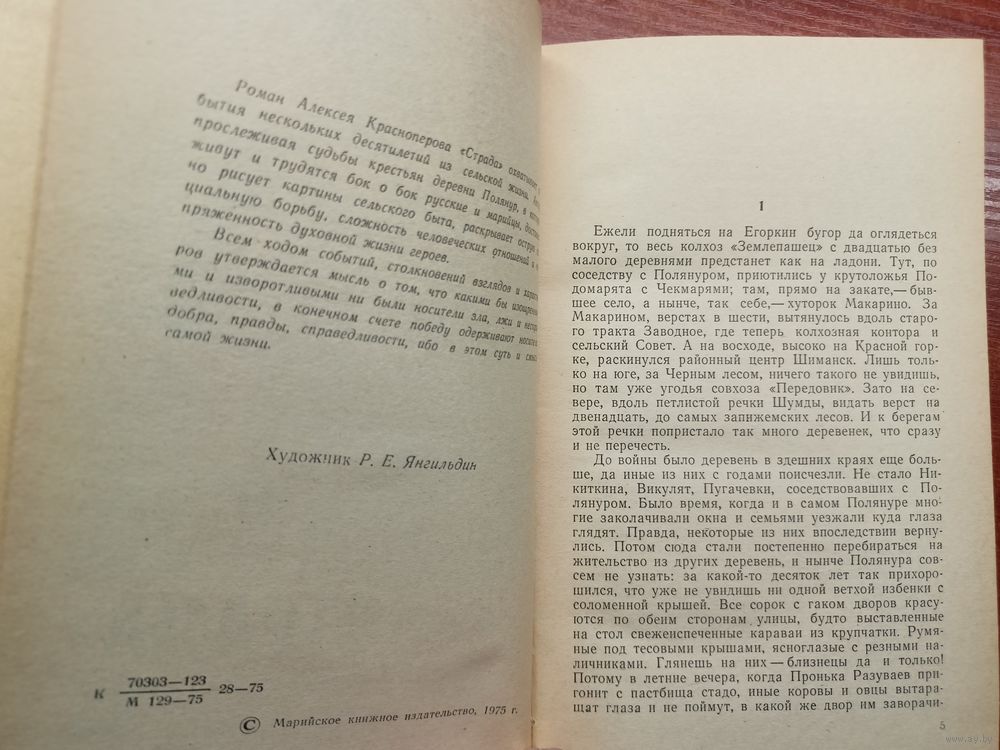 Роман Алексея Красноперова «Страда» охватывает
бытия нескольких десятилетий из сельской жизни.
прослеживая судьбы крестьян деревни Полянур, в
живут и трудятся бок о бок русские и марийцы,
но рисует картины сельского быта, раскрывает острую
циальную борьбу, сложность человеческих отношений и
пряженность духовной жизни героев.
Всем ходом событий, столкновений взглядов и
ров утверждается мысль о том, что какими бы
ми и изворотливыми ни были носители зла, лжи и
ведливости, в конечном счете победу одерживают
добра, правды, справедливости, ибо в этом суть и
самой жизни.
Художник Р. Е. Янгильдин
К 70303—123
М 129—75 28—75
© Марийское книжное издательство, 1975 г.
1
Ежели подняться на Егоркин бугор да оглядеться
вокруг, то весь колхоз «Землепашец» с двадцатью без
малого деревнями предстанет как на ладони. Тут, по
соседству с Полянуром, приютились у крутоложья По-
домарята с Чекмарями; там, прямо на закате,— быв-
шее село, а нынче, так себе,— хуторок Макарино. За
Макарином, верстах в шести, вытянулось вдоль старо-
го тракта Заводное, где теперь колхозная контора и
сельский Совет. А на восходе, высоко на Красной гор-
ке, раскинулся районный центр Шиманск. Лишь толь-
ко на юге, за Черным лесом, ничего такого не увидишь,
но там уже угодья совхоза «Передовик». Зато на се-
вере, вдоль петлистой речки Шумды, видать верст на
двенадцать, до самых запижемских лесов. И к берегам
этой речки попристало так много деревенек, что сразу
и не перечесть.
До войны было деревень в здешних краях еще боль-
ше, да иные из них с годами поисчезли. Не стало Ни-
киткина, Викулят, Пугачевки, соседствовавших с По-
лянуром. Было время, когда и в самом Полянуре мно-
гие заколачивали окна и семьями уезжали куда глаза
глядят. Правда, некоторые из них впоследствии верну-
лись. Потом сюда стали постепенно перебираться на
жительство из других деревень, и нынче Полянура сов-
сем не узнать: за какой-то десяток лет так прихоро-
шился, что уже не увидишь ни одной ветхой избенки с
соломенной крышей. Все сорок с гаком дворов красу-
ются по обеим сторонам улицы, будто выставленные
на стол свежеиспеченные караваи из крупчатки. Румя-
ные под тесовыми крышами, ясноглазые с резными на-
личниками. Глянешь на них — близнецы да и только!
Потому в летние вечера, когда Пронька Разуваев при-
гонит с пастбища стадо, иные коровы и овцы вытара-
щат глаза и не поймут, в какой же двор им заворачи-
5
www.ay.by